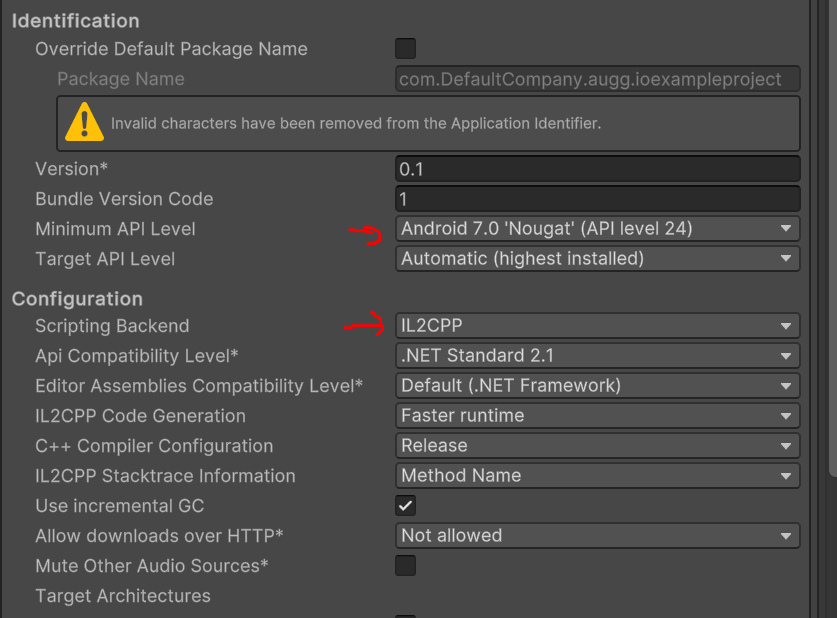 Identification
Override Default Package Name
Package Name com.DefaultCompany.augg.ioexampleproject
Invalid characters have been removed from the Application Identifier.
Version* 0.1
Bundle Version Code 1
Minimum API Level Android 7.0 'Nougat' (API level 24)
Target API Level Automatic (highest installed)
Configuration
Scripting Backend IL2CPP
Api Compatibility Level* .NET Standard 2.1
Editor Assemblies Compatibility Level* Default (.NET Framework)
IL2CPP Code Generation Faster runtime
C++ Compiler Configuration Release
IL2CPP Stacktrace Information Method Name
Use incremental GC
Allow downloads over HTTP* Not allowed
Mute Other Audio Sources*
Target Architectures